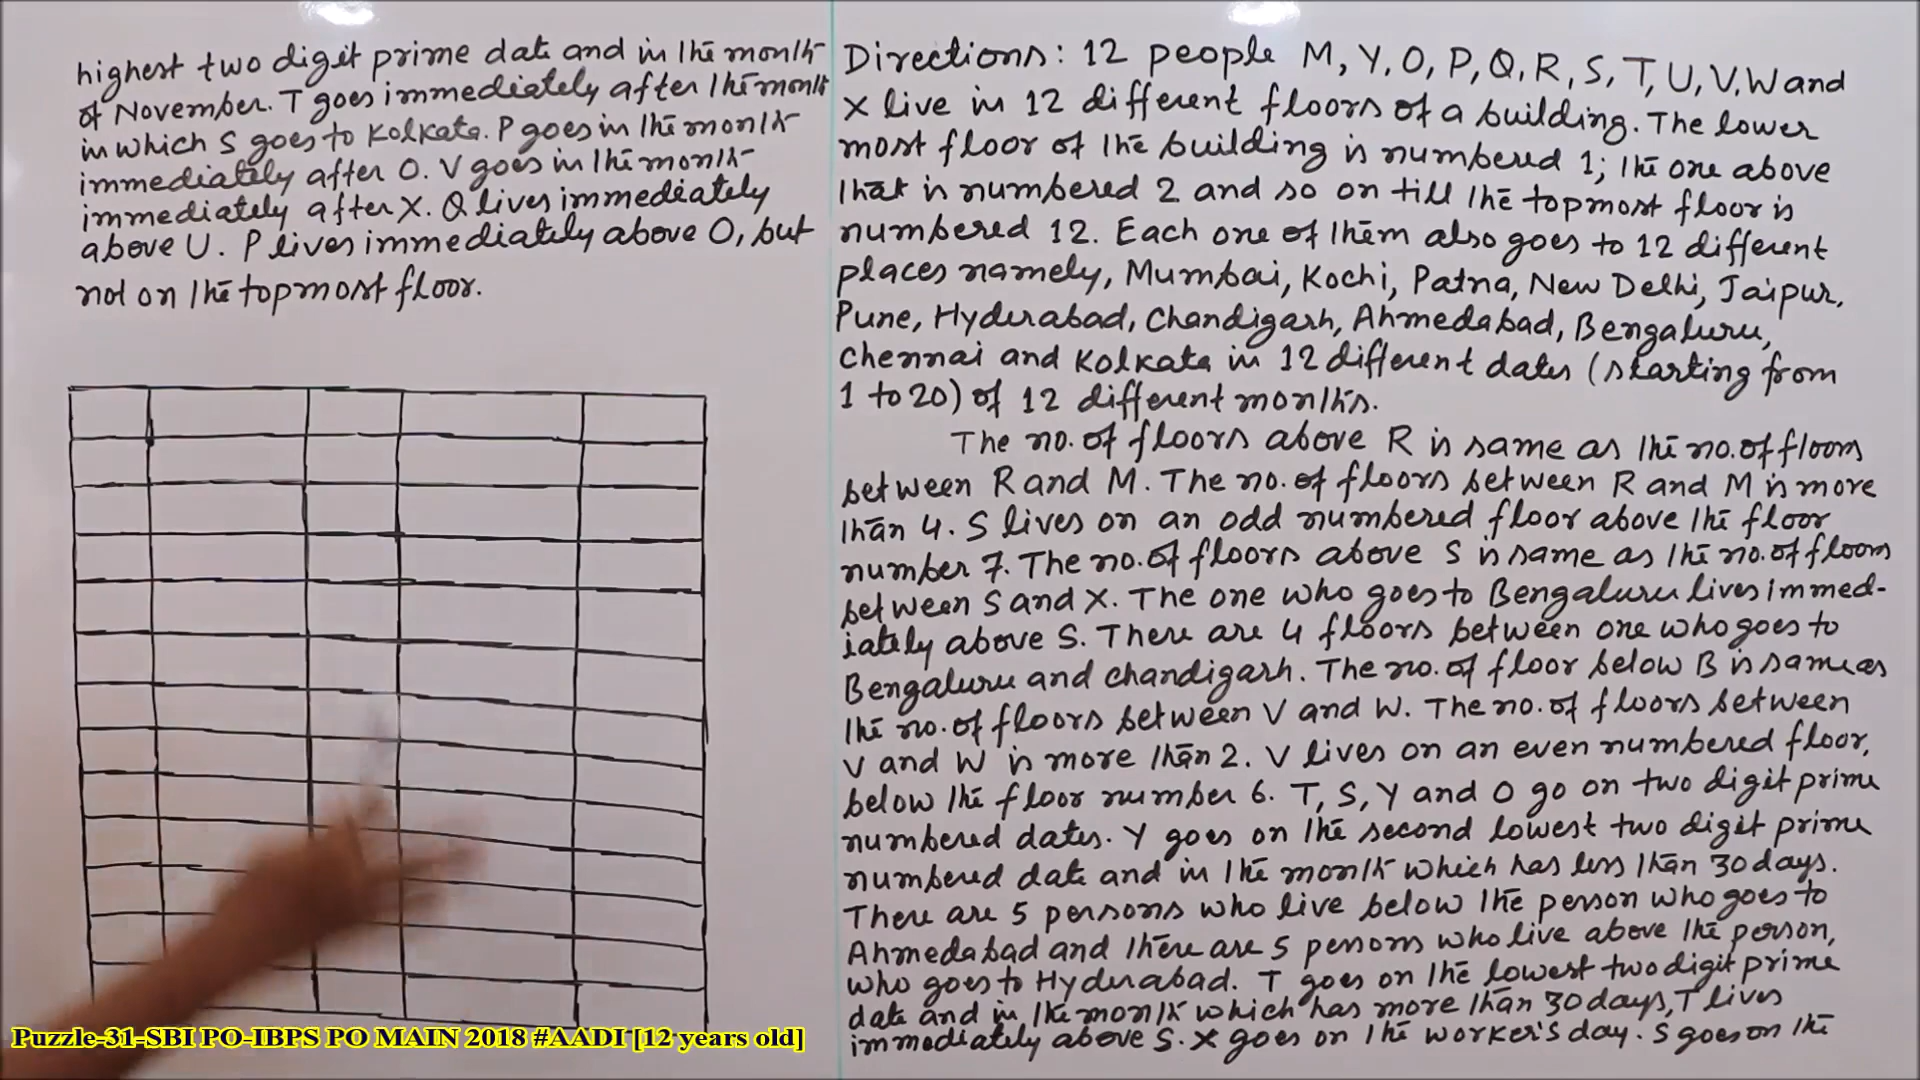 highest two digit prime date and in the month
of November. T goes immediately after the month
in which S goes to Kolkata. P goes in the month
immediately after O. V goes in the month
immediately after X. Q lives immediately
above U. P lives immediately above O, but
not on the topmost floor.
Directions: 12 people M, Y, O, P, Q, R, S, T, U, V, W and
X live in 12 different floors of a building. The lower
most floor of the building is numbered 1; the one above
that is numbered 2 and so on till the topmost floor is
numbered 12. Each one of them also goes to 12 different
places namely, Mumbai, Kochi, Patna, New Delhi, Jaipur,
Pune, Hyderabad, Chandigarh, Ahmedabad, Bengaluru,
Chennai and Kolkata in 12 different dates (starting from
1 to 20) of 12 different months.
The no. of floors above R is same as the no. of floors
between R and M. The no. of floors between R and M is more
than 4. S lives on an odd numbered floor above the floor
number 7. The no. of floors above S is same as the no. of floors
between S and X. The one who goes to Bengaluru lives immed-
iately above S. There are 4 floors between one who goes to
Bengaluru and Chandigarh. The no. of floor below B is same as
the no. of floors between V and W. The no. of floors between
V and W is more than 2. V lives on an even numbered floor,
below the floor number 6. T, S, Y and O go on two digit prime
numbered dates. Y goes on the second lowest two digit prime
numbered date and in the month which has less than 30 days.
There are 5 persons who live below the person who goes to
Ahmedabad and there are 5 persons who live above the person,
who goes to Hyderabad. T goes on the lowest two digit prime
date and in the month which has more than 30 days, T lives
immediately above S. X goes on the worker's day. S goes on the
Puzzle-31-SBI PO-IBPS PO MAIN 2018 #AADI [12 years old]